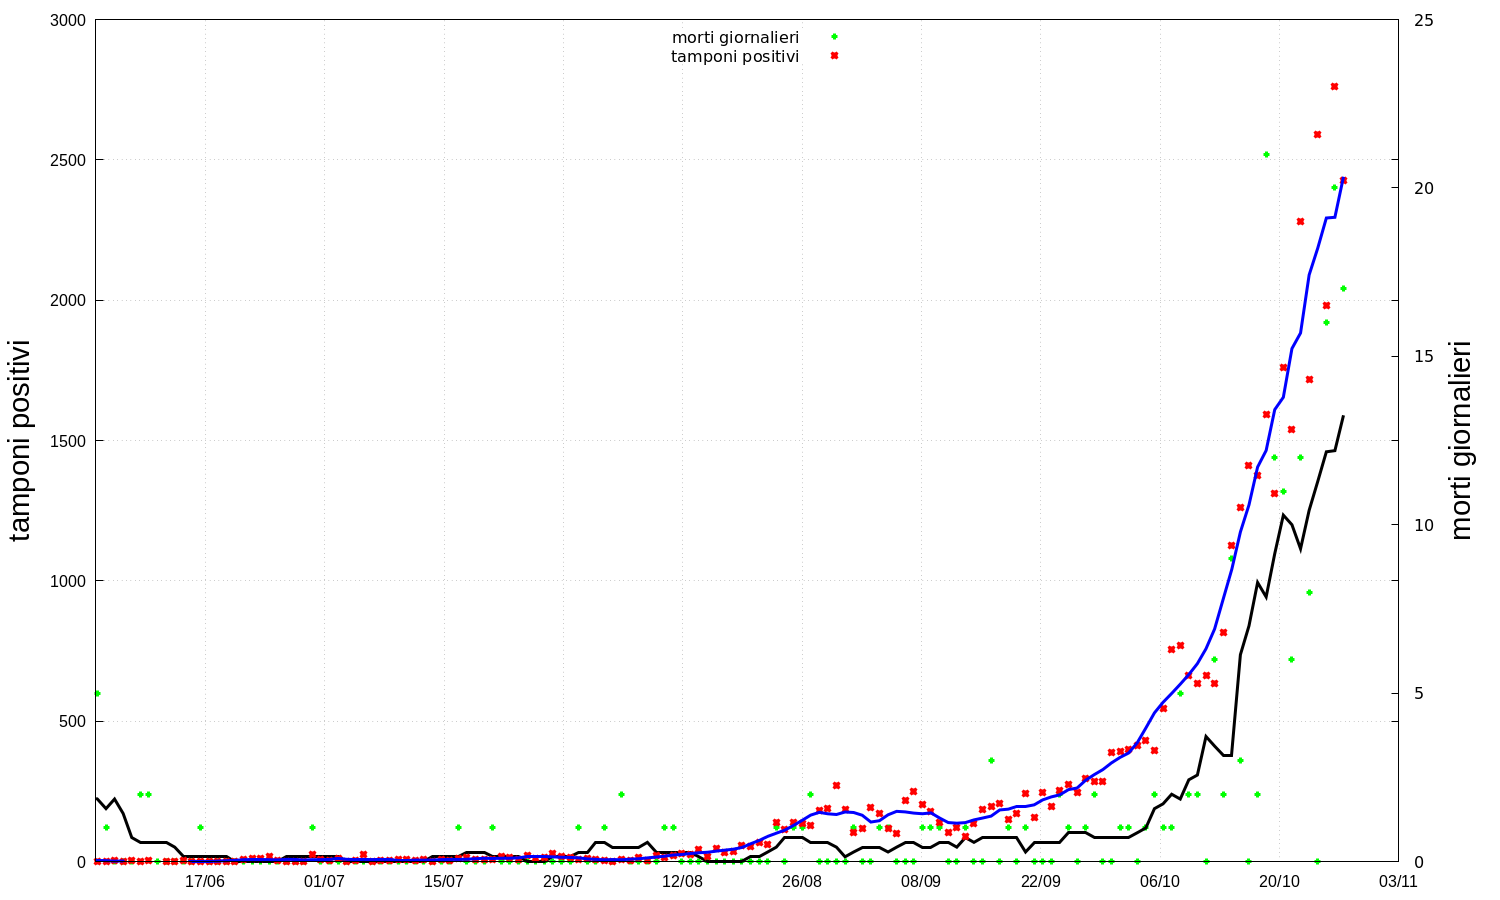 morti giornalieri
tamponi positivi
3000
2500
2000
1500
1000
500
0
tamponi positivi
25
20
15
10
5
0
morti giornalieri
17/06 01/07 15/07 29/07 12/08 26/08 08/09 22/09 06/10 20/10 03/11